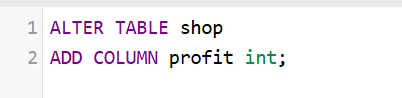 1 ALTER TABLE shop
2 ADD COLUMN profit int;